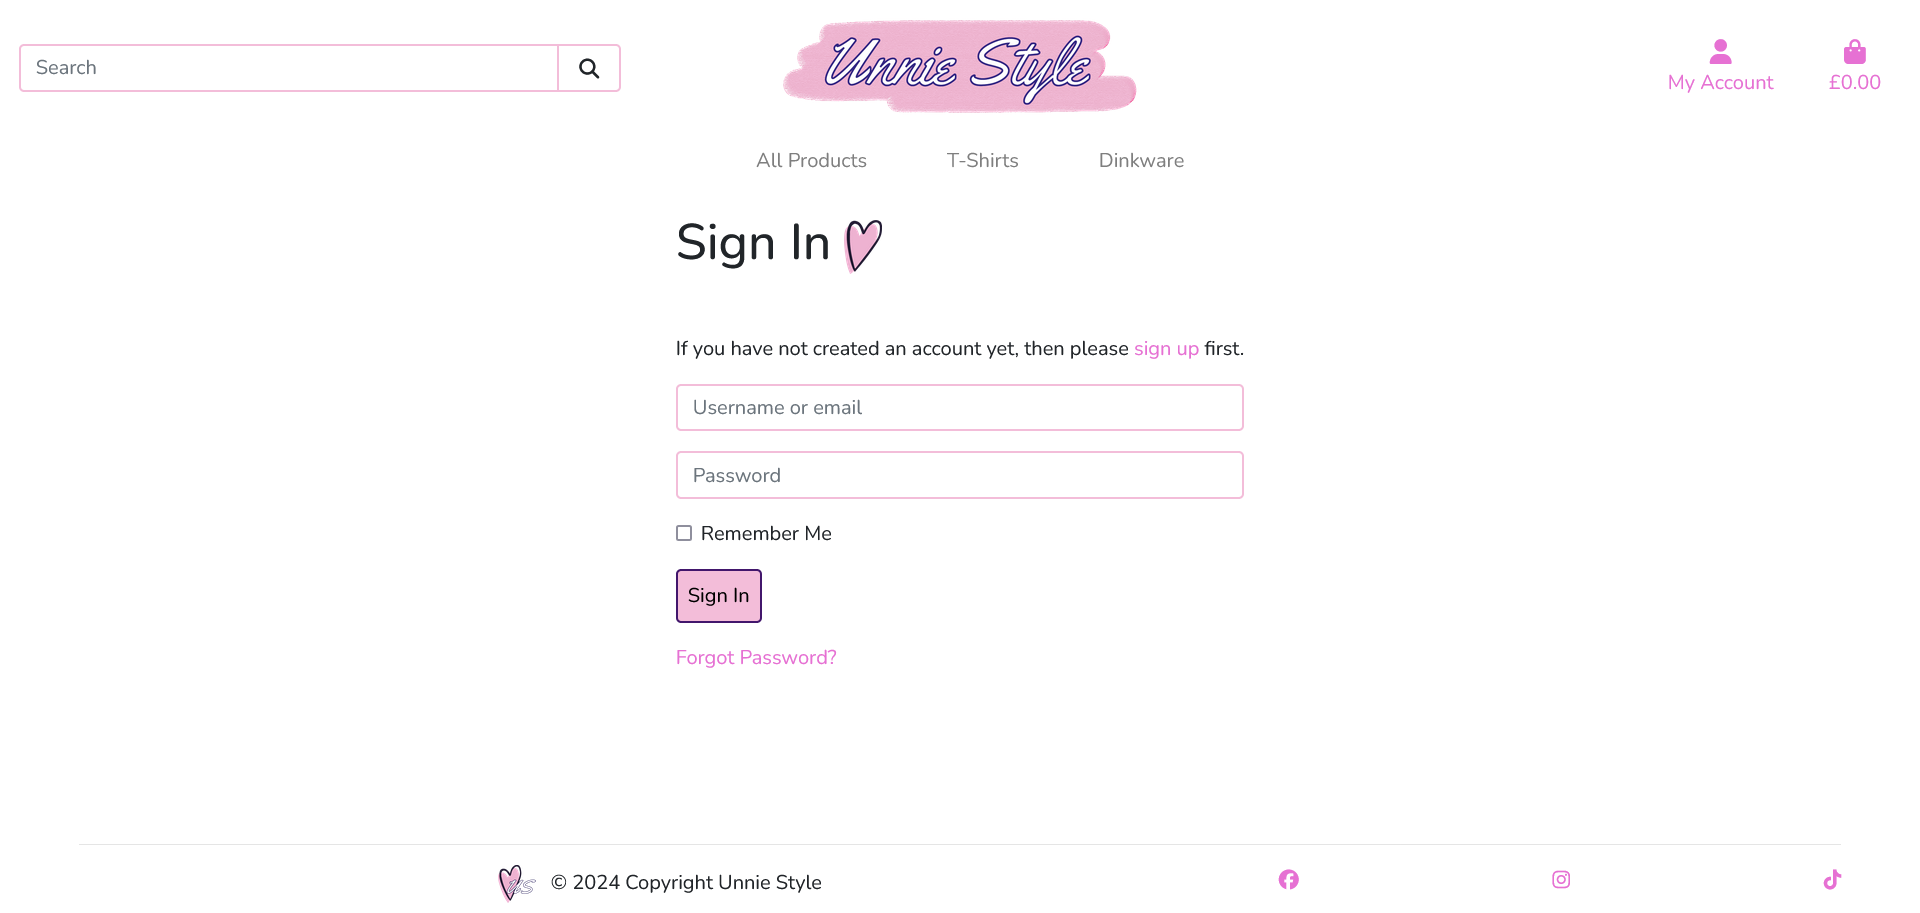 Search
Unnie Style
My Account
£0.00
All Products
T-Shirts
Dinkware
Sign In
If you have not created an account yet, then please sign up first.
Username or email
Password
Remember Me
Sign In
Forgot Password?
ys
© 2024 Copyright Unnie Style